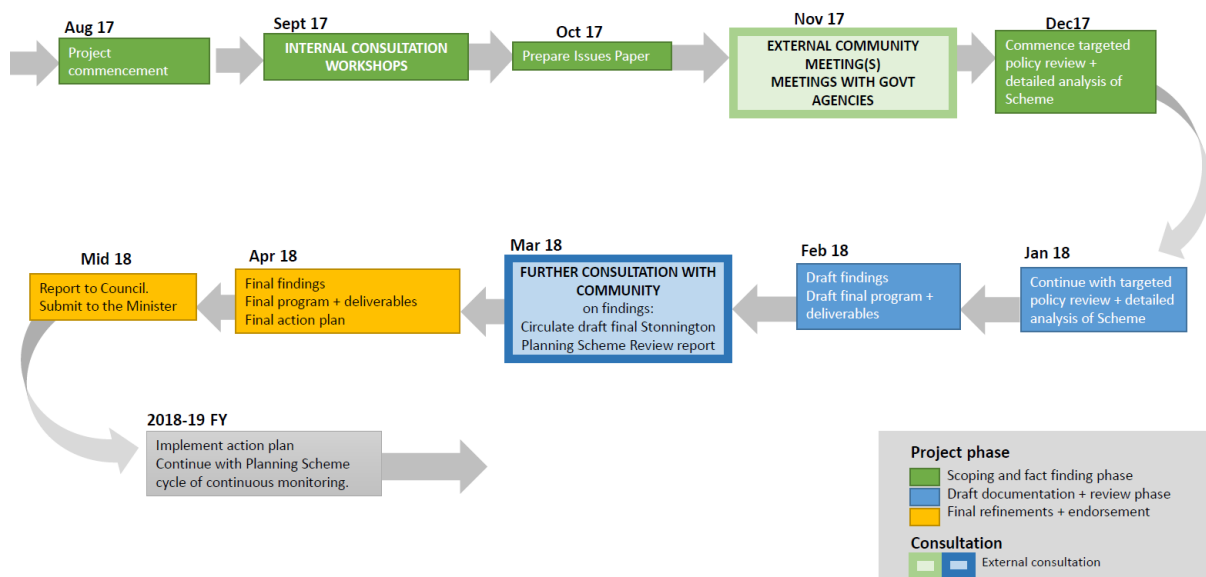 Aug 17
Project
commencement
Sept 17
INTERNAL CONSULTATION
WORKSHOPS
Oct 17
Prepare Issues Paper
Nov 17
EXTERNAL COMMUNITY
MEETING(S)
MEETINGS WITH GOVT
AGENCIES
Dec17
Commence targeted
policy review +
detailed analysis of
Scheme
Jan 18
Continue with targeted
policy review + detailed
analysis of Scheme
Feb 18
Draft findings
Draft final program +
deliverables
Mar 18
FURTHER CONSULTATION WITH
COMMUNITY
on findings:
Circulate draft final Stonnington
Planning Scheme Review report
Apr 18
Final findings
Final program + deliverables
Final action plan
Mid 18
Report to Council.
Submit to the Minister
2018-19 FY
Implement action plan
Continue with Planning Scheme
cycle of continuous monitoring.
Project phase
Scoping and fact finding phase
Draft documentation + review phase
Final refinements + endorsement
Consultation
External consultation